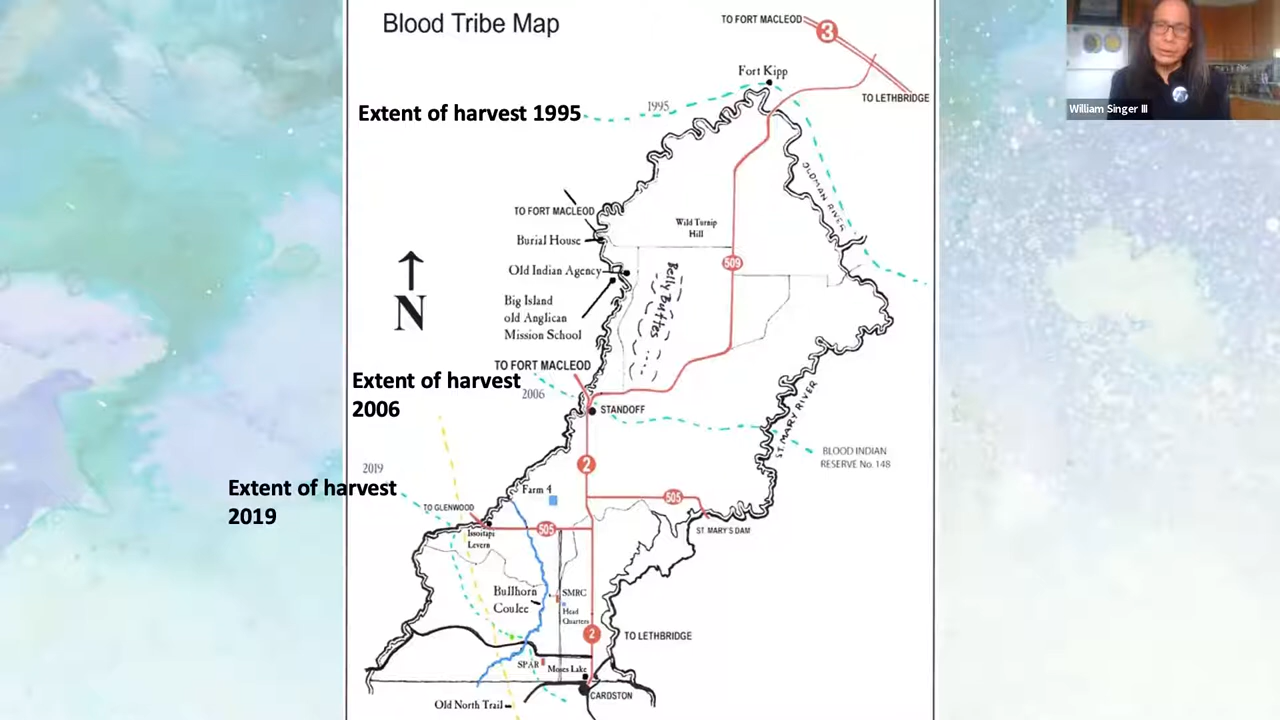 Blood Tribe Map
TO FORT MACLEOD
3
William Singer III
Fort Kipp
TO LETHBRIDGE
Extent of harvest 1995
1995
OLDMAN RIVER
TO FORT MACLEOD
Wild Turnip
Hill
Burial House
509
Old Indian Agency
Belly Buttes
N
Big Island
old Anglican
Mission School
TO FORT MACLEOD
Extent of harvest
2006
2006
STANDOFF
ST. MARY RIVER
BLOOD INDIAN
RESERVE No. 148
2
2019
Extent of harvest
2019
Farm 4
505
TO GLENWOOD
505
ST. MARY'S DAM
Issoitapi
Levern
Bullhorn
Coulee
SMRC
Head
Quarters
2
TO LETHBRIDGE
SPAR
Moses Lake
CARDSTON
Old North Trail